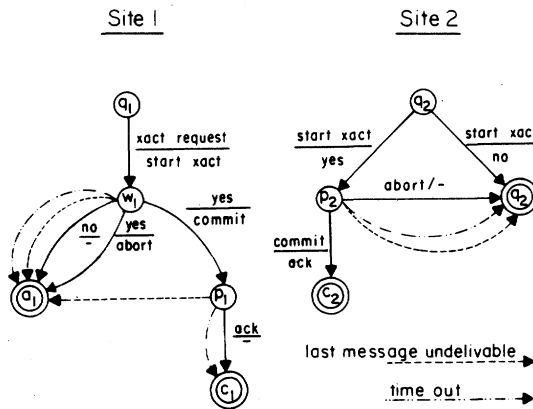 Site 1
Site 2
q1
q2
xact request
start xact
start xact
yes
start xact
no
w1
yes
commit
p2
abort/-
a2
no
-
yes
abort
commit
ack
a1
p1
c2
ack
-
last message undelivable
c1
time out